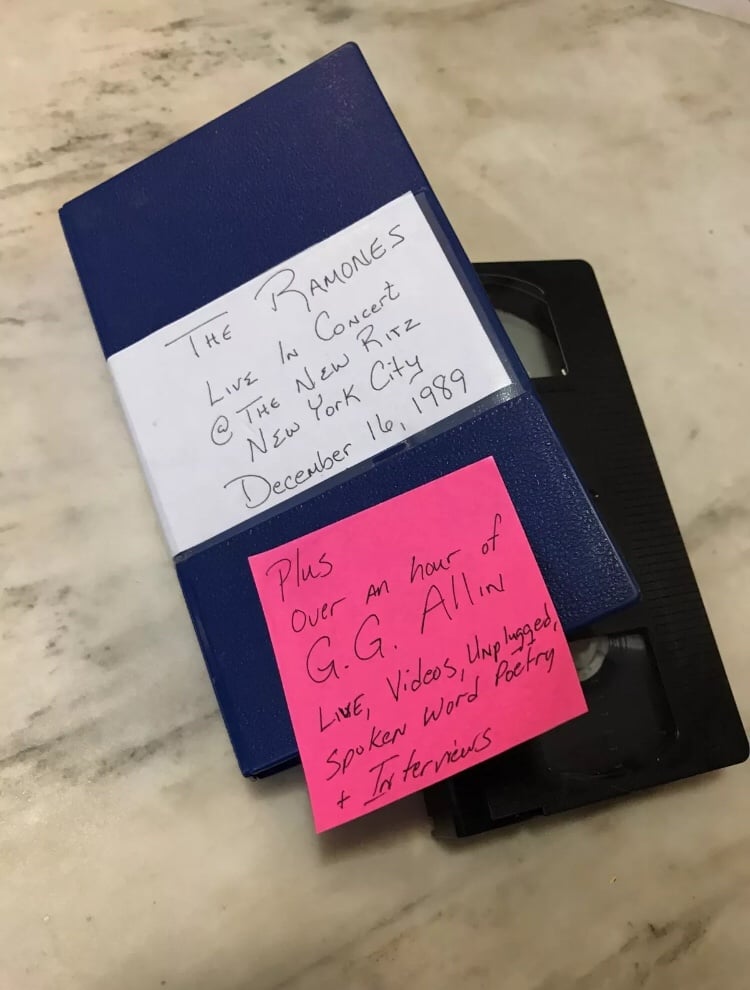 The Ramones
Live In Concert
@ The New Ritz
New York City
December 16, 1989
Plus
over an hour of
G.G. Allin
Live, Videos, Unplugged,
Spoken Word Poetry
+ Interviews